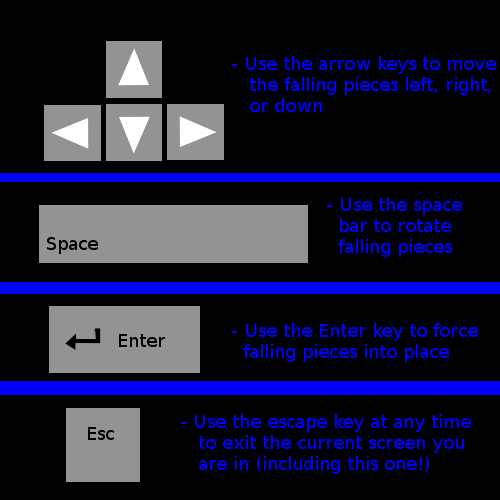 - Use the arrow keys to move
the falling pieces left, right,
or down
Space
- Use the space
bar to rotate
falling pieces
Enter
- Use the Enter key to force
falling pieces into place
Esc
- Use the escape key at any time
to exit the current screen you
are in (including this one!)